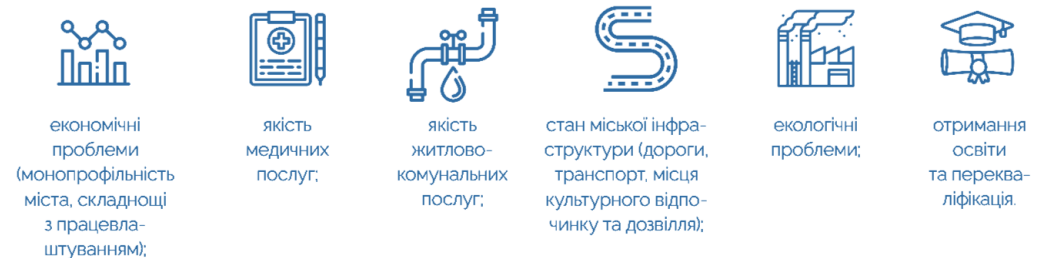 економічні
проблеми
(монопрофільність
міста, складнощі
з працевла-
штуванням);
якість
медичних
послуг;
якість
житлово-
комунальних
послуг;
стан міської інфра-
структури (дороги,
транспорт, місця
культурного відпо-
чинку та дозвілля);
екологічні
проблеми;
отримання
освіти
та переква-
ліфікація.